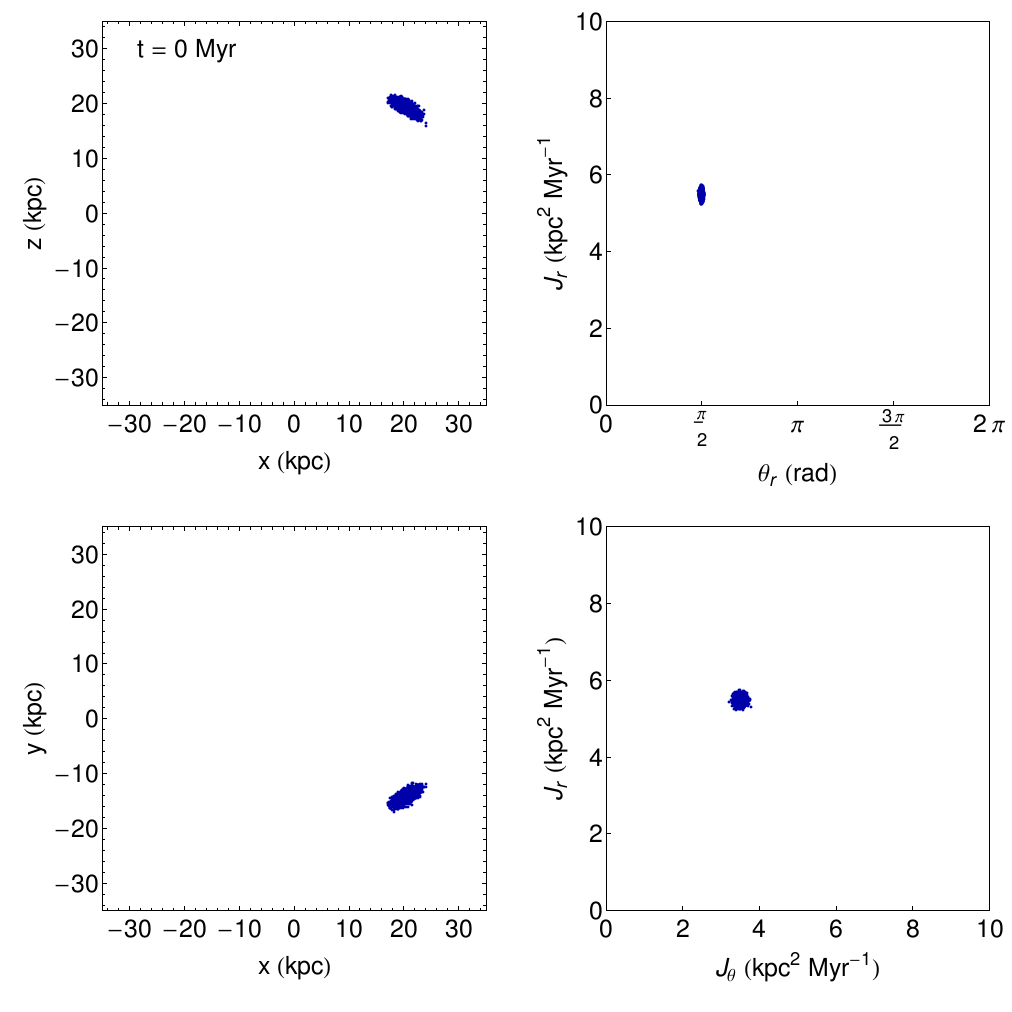 t = 0 Myr
30
20
10
0
−10
−20
−30
z (kpc)
−30 −20 −10 0 10 20 30
x (kpc)
10
8
6
4
2
0
J_r (kpc² Myr⁻¹
0 π/2 π 3π/2 2π
θ_r (rad)
30
20
10
0
−10
−20
−30
y (kpc)
−30 −20 −10 0 10 20 30
x (kpc)
10
8
6
4
2
0
J_r (kpc² Myr⁻¹)
0 2 4 6 8 10
J_θ (kpc² Myr⁻¹)